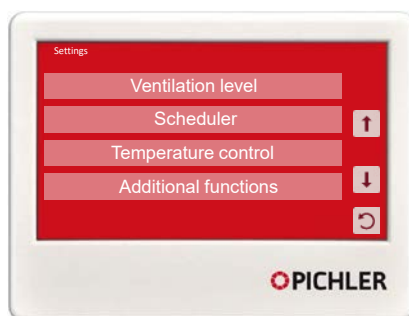 Settings
Ventilation level
Scheduler
Temperature control
Additional functions
PICHLER